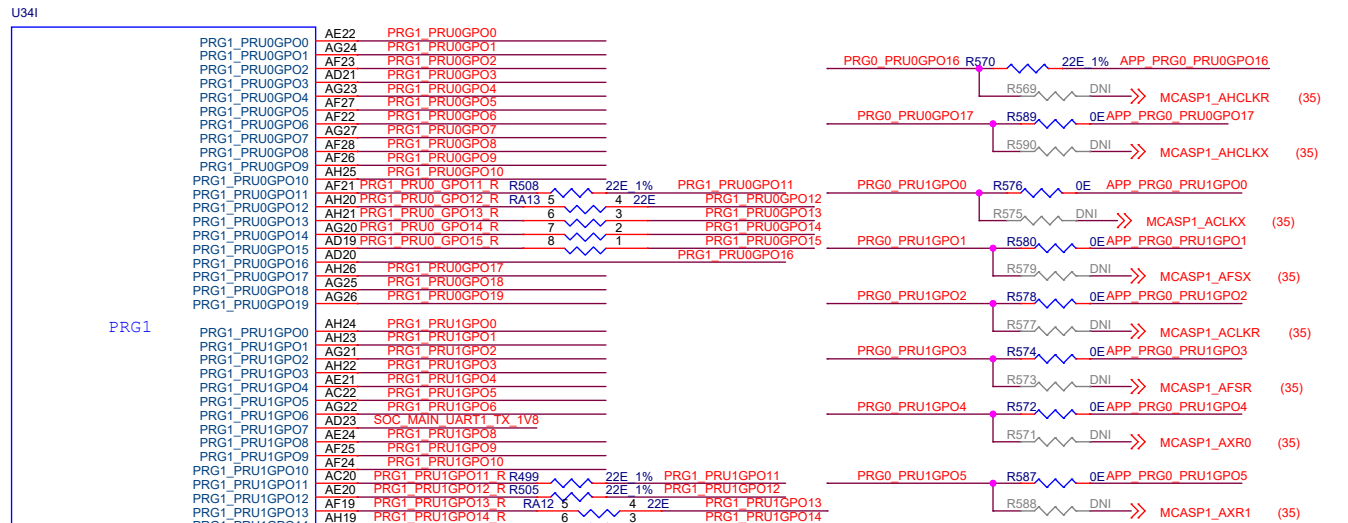 U34I
PRG1
PRG1_PRU0GPO0 AE22 PRG1_PRU0GPO0
PRG1_PRU0GPO1 AG24 PRG1_PRU0GPO1
PRG1_PRU0GPO2 AF23 PRG1_PRU0GPO2
PRG1_PRU0GPO3 AD21 PRG1_PRU0GPO3
PRG1_PRU0GPO4 AG23 PRG1_PRU0GPO4
PRG1_PRU0GPO5 AF27 PRG1_PRU0GPO5
PRG1_PRU0GPO6 AF22 PRG1_PRU0GPO6
PRG1_PRU0GPO7 AG27 PRG1_PRU0GPO7
PRG1_PRU0GPO8 AF28 PRG1_PRU0GPO8
PRG1_PRU0GPO9 AF26 PRG1_PRU0GPO9
PRG1_PRU0GPO10 AH25 PRG1_PRU0GPO10
PRG1_PRU0GPO11 AF21 PRG1_PRU0_GPO11_R R508 22E_1% PRG1_PRU0GPO11
PRG1_PRU0GPO12 AH20 PRG1_PRU0_GPO12_R RA13 5 4 22E PRG1_PRU0GPO12
PRG1_PRU0GPO13 AH21 PRG1_PRU0_GPO13_R 6 3 PRG1_PRU0GPO13
PRG1_PRU0GPO14 AG20 PRG1_PRU0_GPO14_R 7 2 PRG1_PRU0GPO14
PRG1_PRU0GPO15 AD19 PRG1_PRU0_GPO15_R 8 1 PRG1_PRU0GPO15
PRG1_PRU0GPO16 AD20 PRG1_PRU0GPO16
PRG1_PRU0GPO17 AH26 PRG1_PRU0GPO17
PRG1_PRU0GPO18 AG25 PRG1_PRU0GPO18
PRG1_PRU0GPO19 AG26 PRG1_PRU0GPO19
PRG1_PRU1GPO0 AH24 PRG1_PRU1GPO0
PRG1_PRU1GPO1 AH23 PRG1_PRU1GPO1
PRG1_PRU1GPO2 AG21 PRG1_PRU1GPO2
PRG1_PRU1GPO3 AH22 PRG1_PRU1GPO3
PRG1_PRU1GPO4 AE21 PRG1_PRU1GPO4
PRG1_PRU1GPO5 AC22 PRG1_PRU1GPO5
PRG1_PRU1GPO6 AG22 PRG1_PRU1GPO6
PRG1_PRU1GPO7 AD23 SOC_MAIN_UART1_TX_1V8
PRG1_PRU1GPO8 AE24 PRG1_PRU1GPO8
PRG1_PRU1GPO9 AF25 PRG1_PRU1GPO9
PRG1_PRU1GPO10 AF24 PRG1_PRU1GPO10
PRG1_PRU1GPO11 AC20 PRG1_PRU1GPO11_R R499 22E_1% PRG1_PRU1GPO11
PRG1_PRU1GPO12 AE20 PRG1_PRU1GPO12_R R505 22E_1% PRG1_PRU1GPO12
PRG1_PRU1GPO13 AF19 PRG1_PRU1GPO13_R RA12 5 4 22E PRG1_PRU1GPO13
AH19 PRG1_PRU1GPO14_R 6 3 PRG1_PRU1GPO14
PRG0_PRU0GPO16 R570 22E_1% APP_PRG0_PRU0GPO16
R569 DNI MCASP1_AHCLKR (35)
PRG0_PRU0GPO17 R589 0E APP_PRG0_PRU0GPO17
R590 DNI MCASP1_AHCLKX (35)
PRG0_PRU1GPO0 R576 0E APP_PRG0_PRU1GPO0
R575 DNI MCASP1_ACLKX (35)
PRG0_PRU1GPO1 R580 0E APP_PRG0_PRU1GPO1
R579 DNI MCASP1_AFSX (35)
PRG0_PRU1GPO2 R578 0E APP_PRG0_PRU1GPO2
R577 DNI MCASP1_ACLKR (35)
PRG0_PRU1GPO3 R574 0E APP_PRG0_PRU1GPO3
R573 DNI MCASP1_AFSR (35)
PRG0_PRU1GPO4 R572 0E APP_PRG0_PRU1GPO4
R571 DNI MCASP1_AXR0 (35)
PRG0_PRU1GPO5 R587 0E APP_PRG0_PRU1GPO5
R588 DNI MCASP1_AXR1 (35)